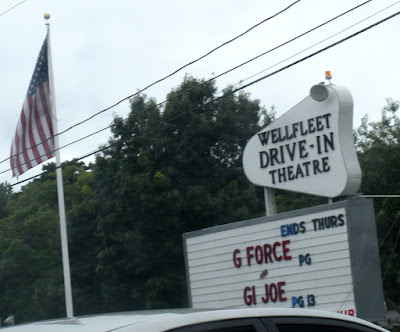 WELLFLEET
DRIVE-IN
THEATRE
ENDS THURS
G FORCE PG
GI JOE PG 13